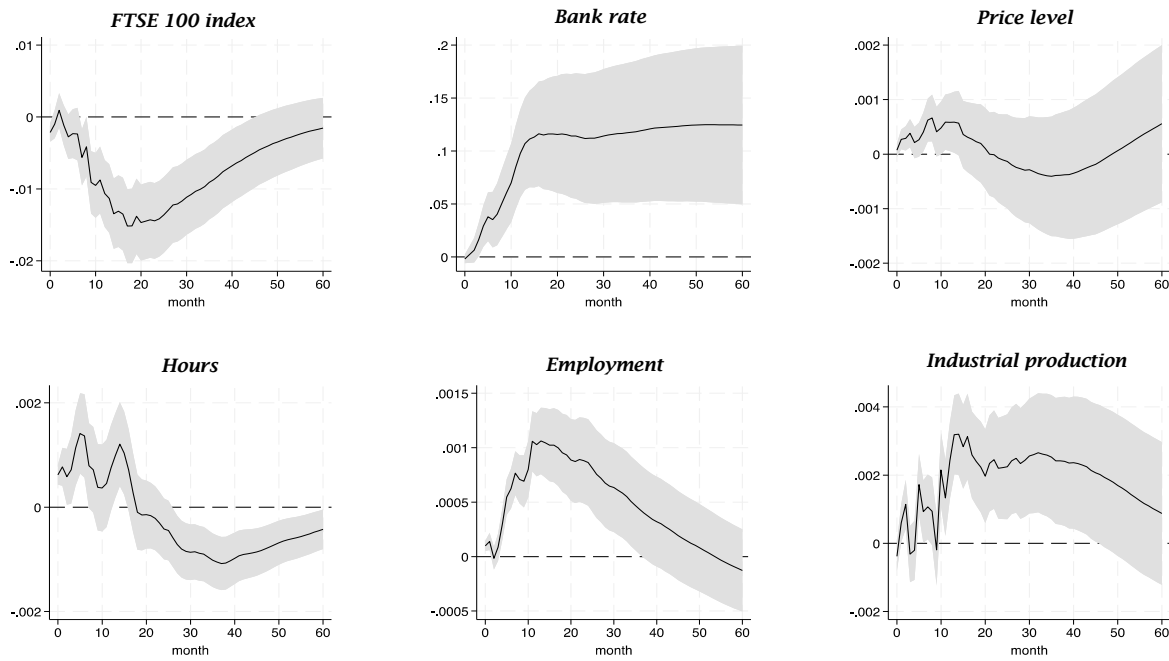 FTSE 100 index
.01
0
-.01
-.02
0 10 20 30 40 50 60
month
Bank rate
.2
.15
.1
.05
0
0 10 20 30 40 50 60
month
Price level
.002
.001
0
-.001
-.002
0 10 20 30 40 50 60
month
Hours
.002
0
-.002
0 10 20 30 40 50 60
month
Employment
.0015
.001
.0005
0
-.0005
0 10 20 30 40 50 60
month
Industrial production
.004
.002
0
-.002
0 10 20 30 40 50 60
month